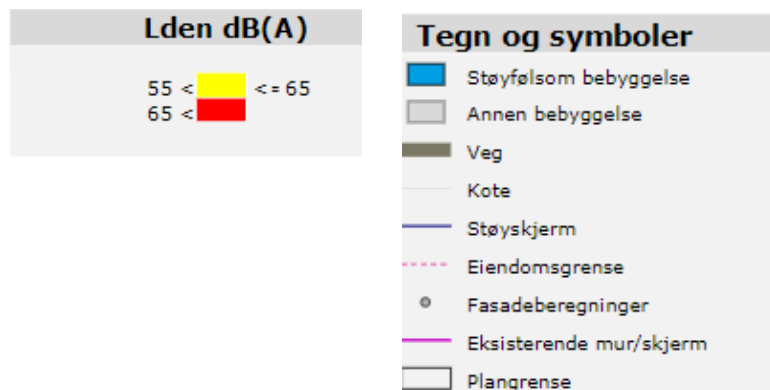 Lden dB(A)
55 < <= 65
65 <
Tegn og symboler
Støyfølsom bebyggelse
Annen bebyggelse
Veg
Kote
Støyskjerm
Eiendomsgrense
Fasadeberegninger
Eksisterende mur/skjerm
Plangrense